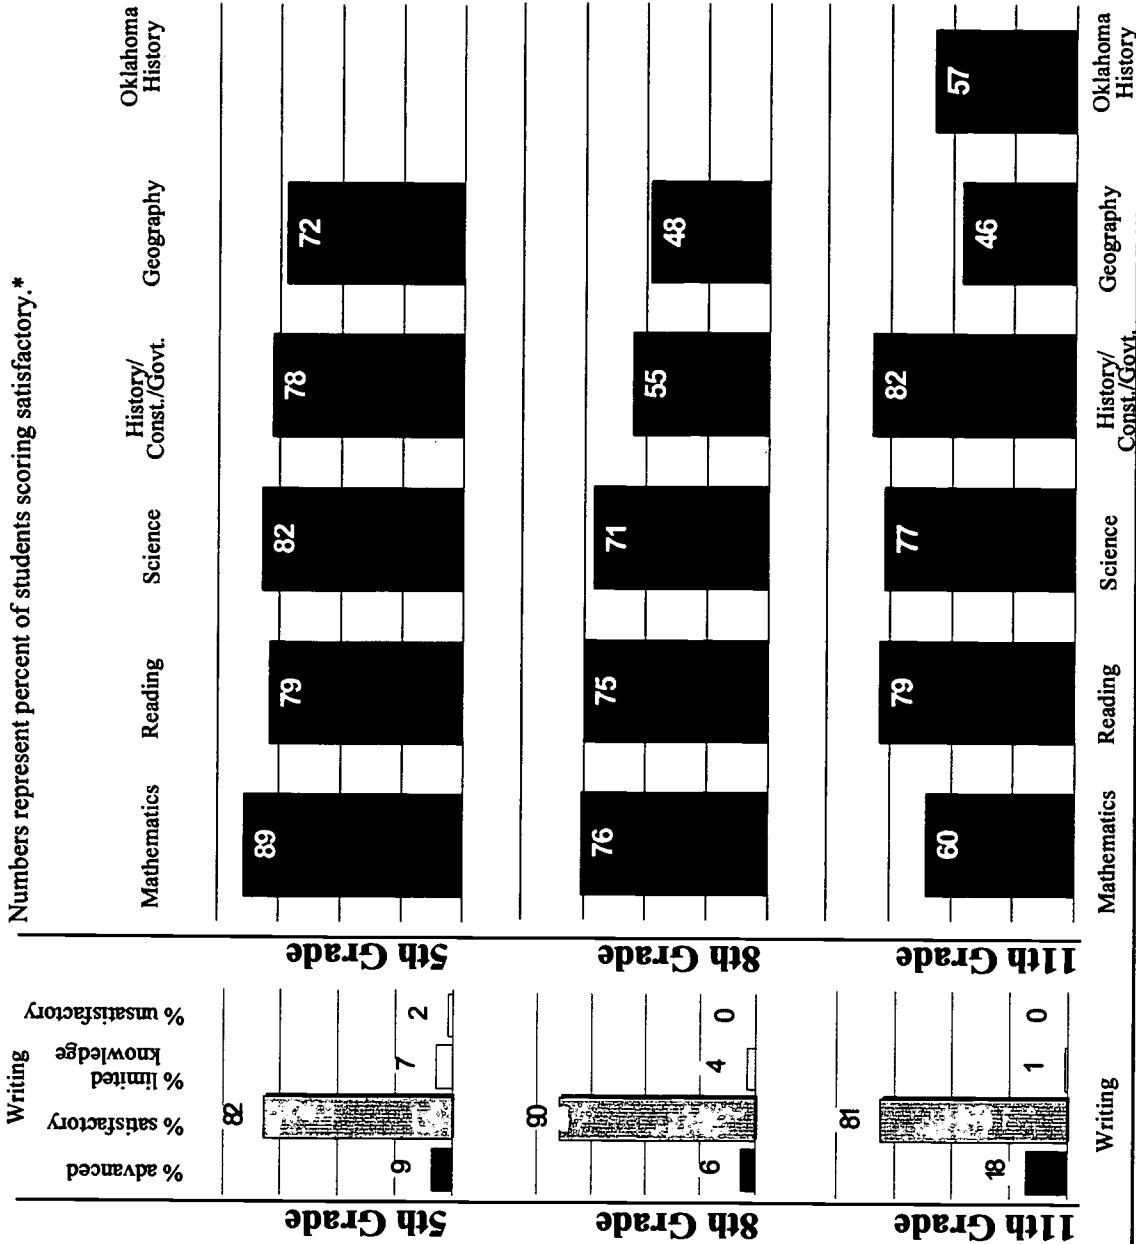 Numbers represent percent of students scoring satisfactory.*
Writing
% advanced
% satisfactory
% limited
knowledge
% unsatisfactory
Mathematics
Reading
Science
History/
Const./Govt.
Geography
Oklahoma
History
5th Grade
9
82
7
2
5th Grade
89
79
82
78
72
8th Grade
6
90
4
0
8th Grade
76
75
71
55
48
11th Grade
18
81
1
0
11th Grade
60
79
77
82
46
57
Writing
Mathematics
Reading
Science
History/
Const./Govt.
Geography
Oklahoma
History